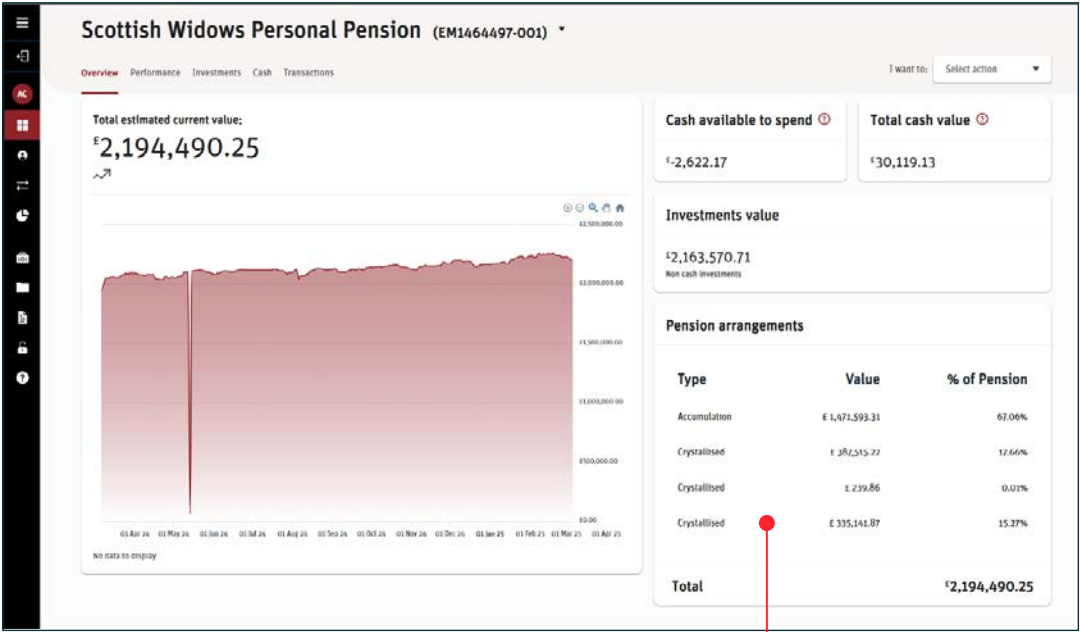 Scottish Widows Personal Pension (EM1464497-001)
Overview Performance Investments Cash Transactions
I want to: Select action
AC
Total estimated current value:
£2,194,490.25
£2,500,000.00
£2,000,000.00
£1,500,000.00
£1,000,000.00
£500,000.00
£0.00
01 Apr 24 01 May 24 01 Jun 24 01 Jul 24 01 Aug 24 01 Sep 24 01 Oct 24 01 Nov 24 01 Dec 24 01 Jan 25 01 Feb 25 01 Mar 25 01 Apr 25
No data to display
Cash available to spend
£-2,622.17
Total cash value
£30,119.13
Investments value
£2,163,570.71
Non cash investments
Pension arrangements
Type Value % of Pension
Accumulation £ 1,471,593.31 67.06%
Crystallised £ 387,515.22 17.66%
Crystallised £ 239.86 0.01%
Crystallised £ 335,141.87 15.27%
Total £2,194,490.25